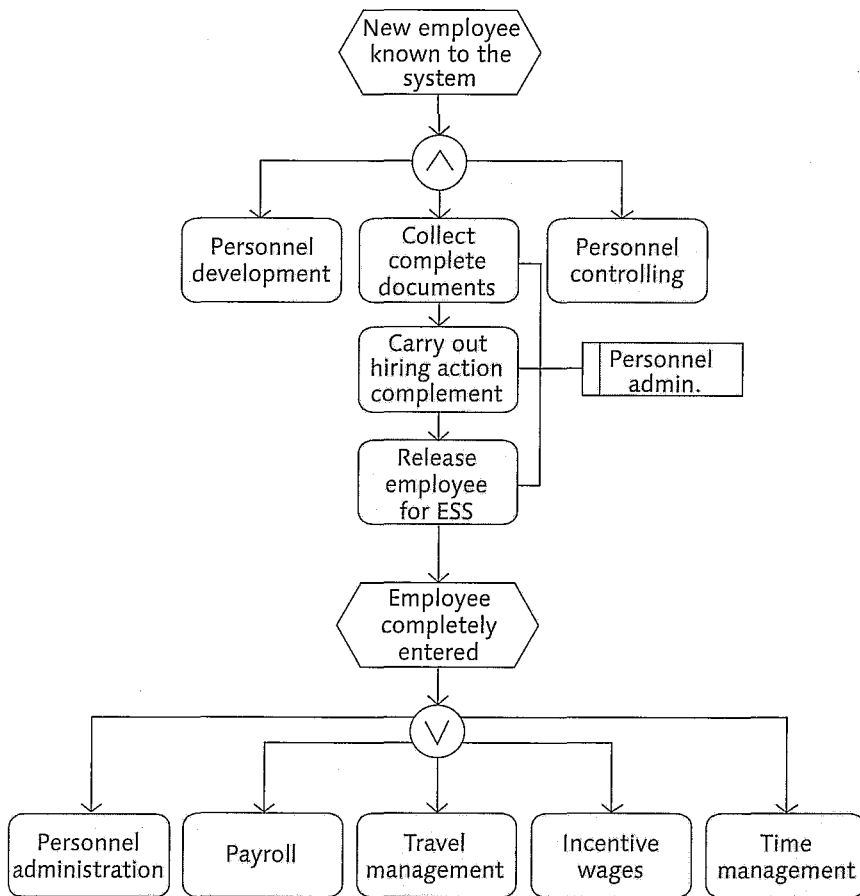 New employee
known to the
system
Personnel
development
Collect
complete
documents
Personnel
controlling
Carry out
hiring action
complement
Personnel
admin.
Release
employee
for ESS
Employee
completely
entered
Personnel
administration
Payroll
Travel
management
Incentive
wages
Time
management